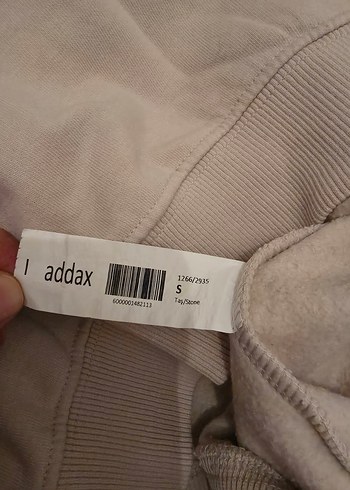 I addax
6000001482113
1266/2935
S
Taş/Stone